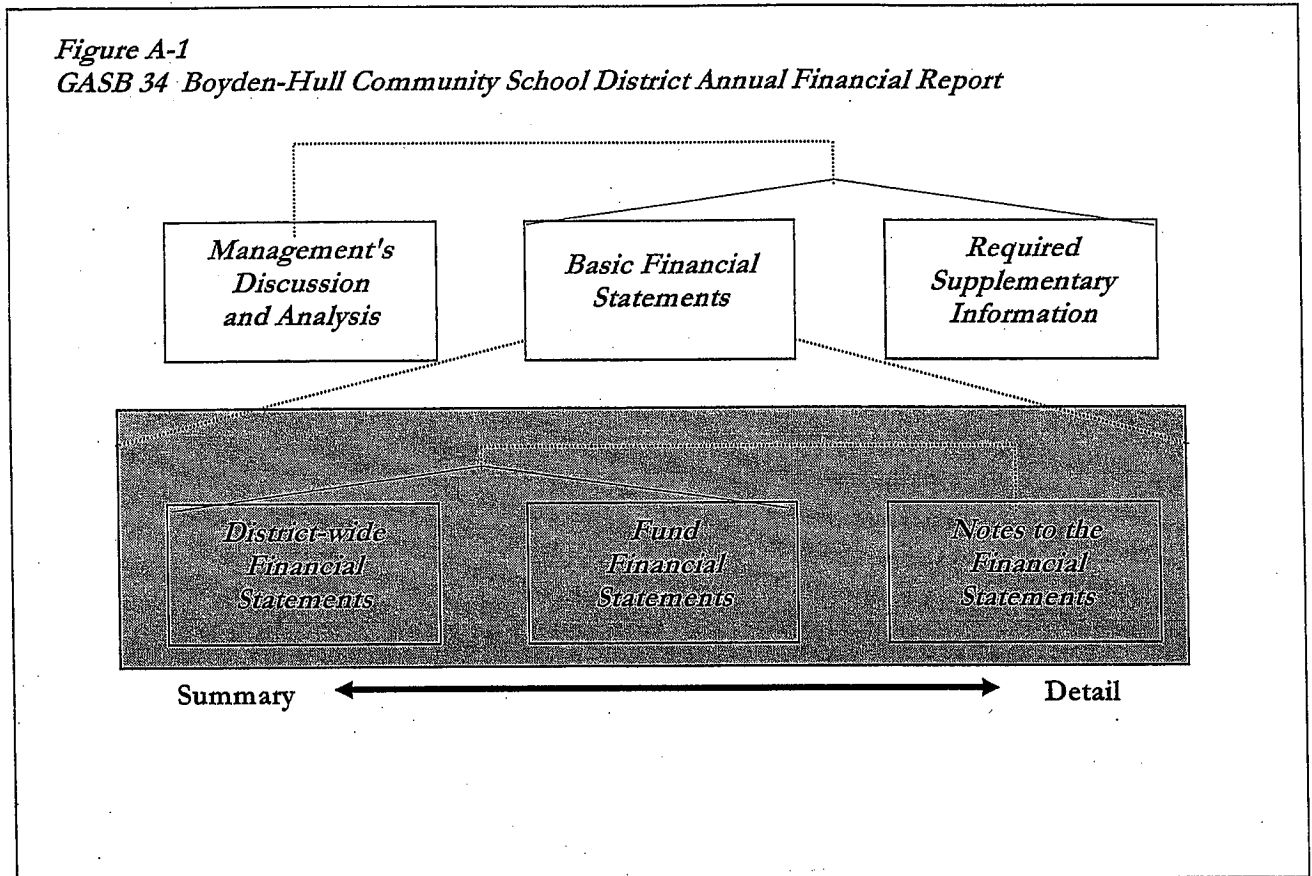 Figure A-1
GASB 34 Boyden-Hull Community School District Annual Financial Report
Management's
Discussion
and Analysis
Basic Financial
Statements
Required
Supplementary
Information
District-wide
Financial
Statements
Fund
Financial
Statements
Notes to the
Financial
Statements
Summary
Detail